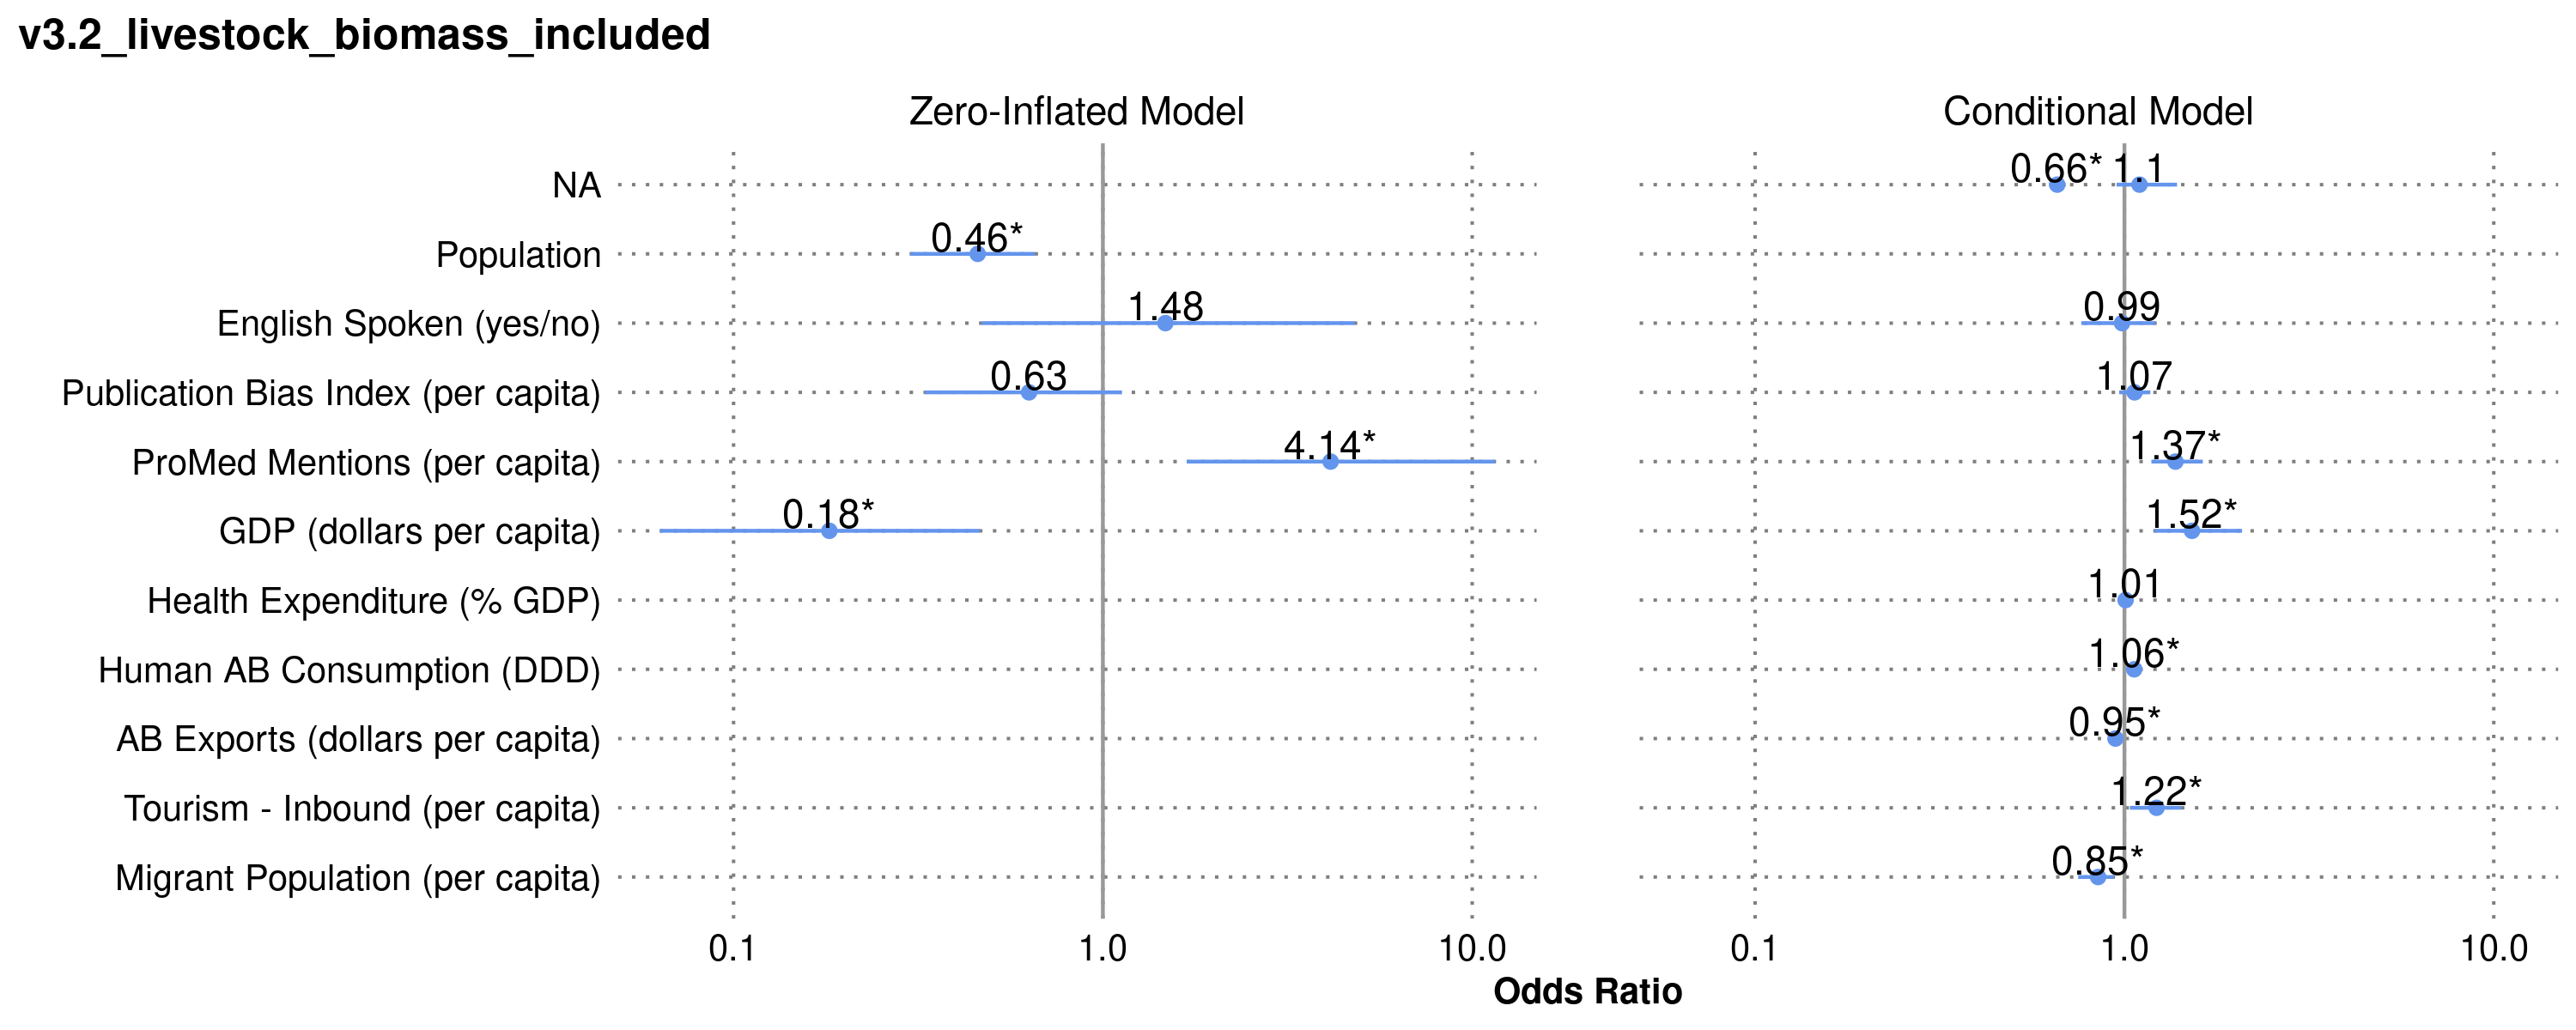 v3.2_livestock_biomass_included
Zero-Inflated Model
Conditional Model
NA 0.66* 1.1
Population 0.46*
English Spoken (yes/no) 1.48 0.99
Publication Bias Index (per capita) 0.63 1.07
ProMed Mentions (per capita) 4.14* 1.37*
GDP (dollars per capita) 0.18* 1.52*
Health Expenditure (% GDP) 1.01
Human AB Consumption (DDD) 1.06*
AB Exports (dollars per capita) 0.95*
Tourism - Inbound (per capita) 1.22*
Migrant Population (per capita) 0.85*
0.1 1.0 10.0 0.1 1.0 10.0
Odds Ratio